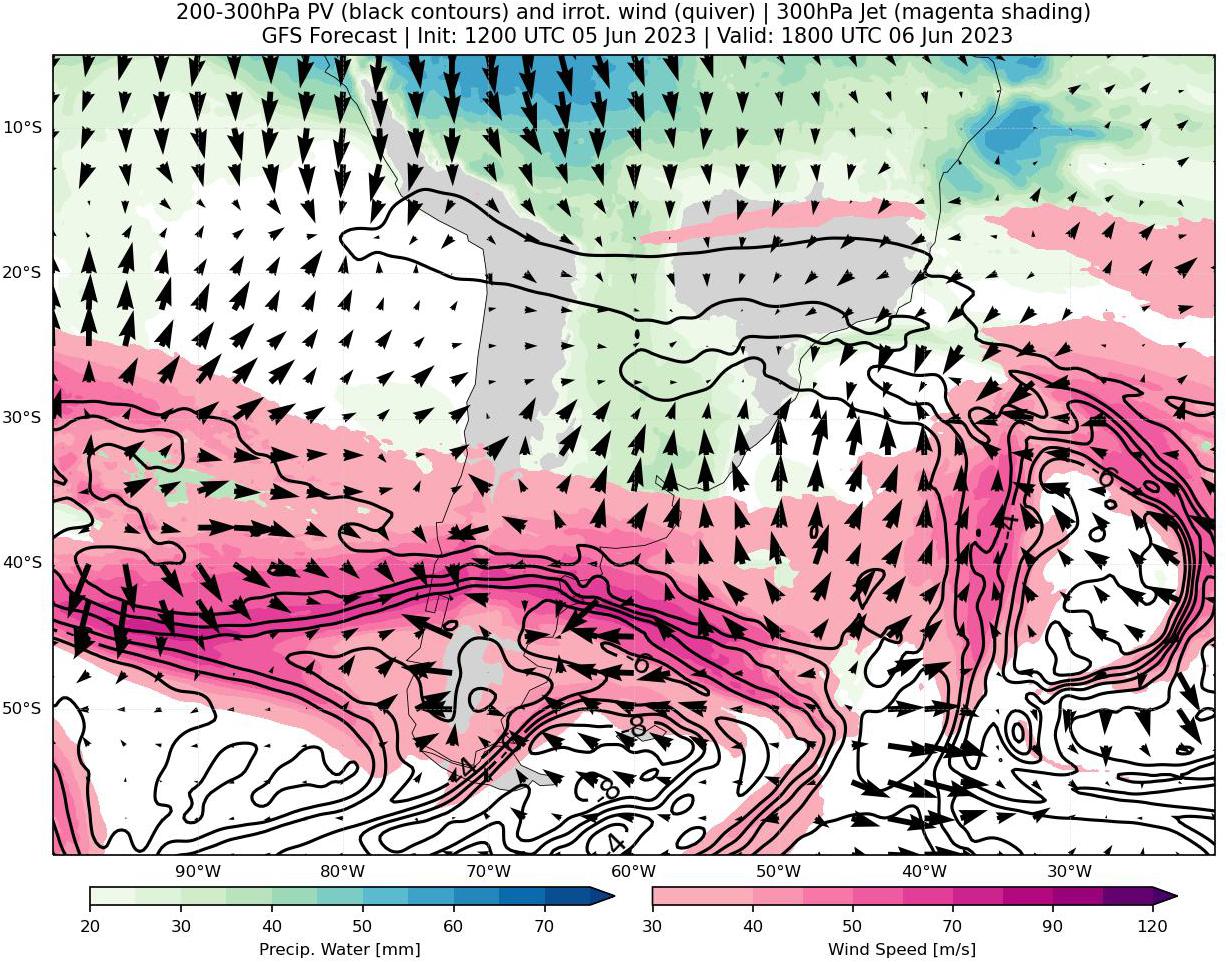 200-300hPa PV (black contours) and irrot. wind (quiver) | 300hPa Jet (magenta shading)
GFS Forecast | Init: 1200 UTC 05 Jun 2023 | Valid: 1800 UTC 06 Jun 2023
10°S
20°S
30°S
40°S
50°S
-6
-4
-8
-6
-8
-8
-4
-4
90°W 80°W 70°W 60°W 50°W 40°W 30°W
20 30 40 50 60 70
Precip. Water [mm]
30 40 50 70 90 120
Wind Speed [m/s]